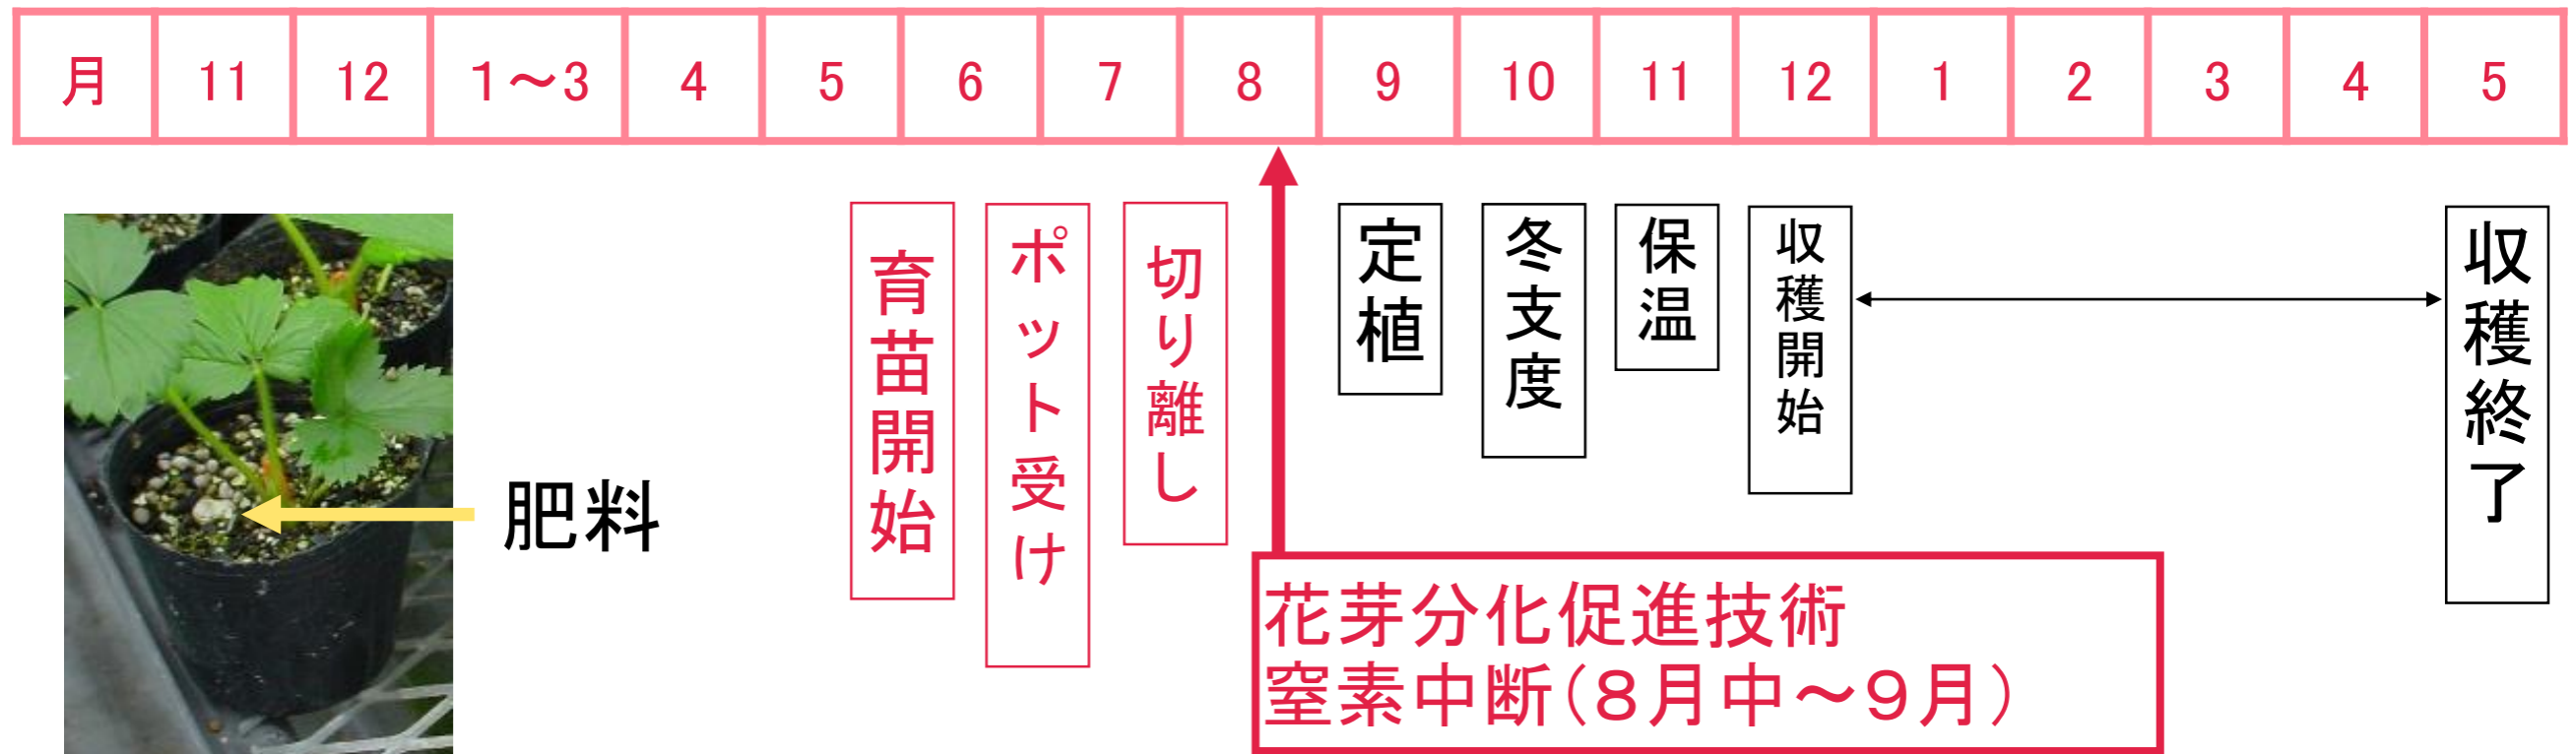 月 11 12 1～3 4 5 6 7 8 9 10 11 12 1 2 3 4 5
育苗開始
ポット受け
切り離し
定植
冬支度
保温
収穫開始
収穫終了
肥料
花芽分化促進技術
窒素中断(8月中～9月)